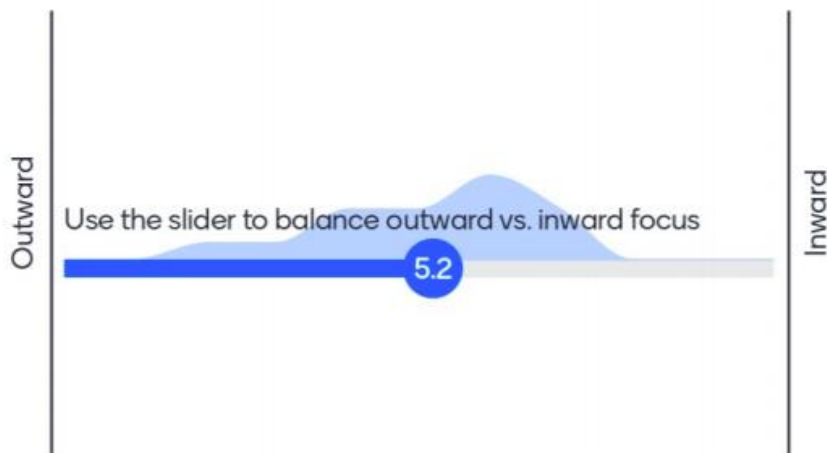 Outward
Use the slider to balance outward vs. inward focus
5.2
Inward